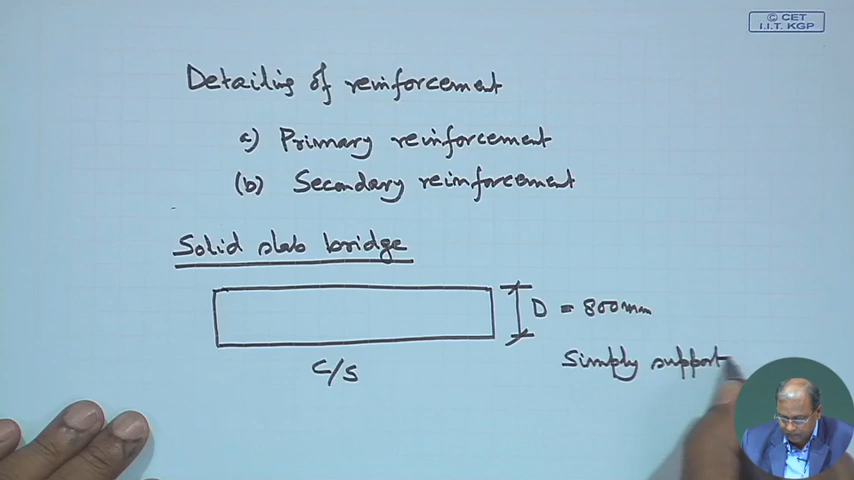 © CET
I.I.T. KGP
Detailing of reinforcement
a) Primary reinforcement
(b) Secondary reinforcement
Solid slab bridge
D = 800mm
C/S
Simply support